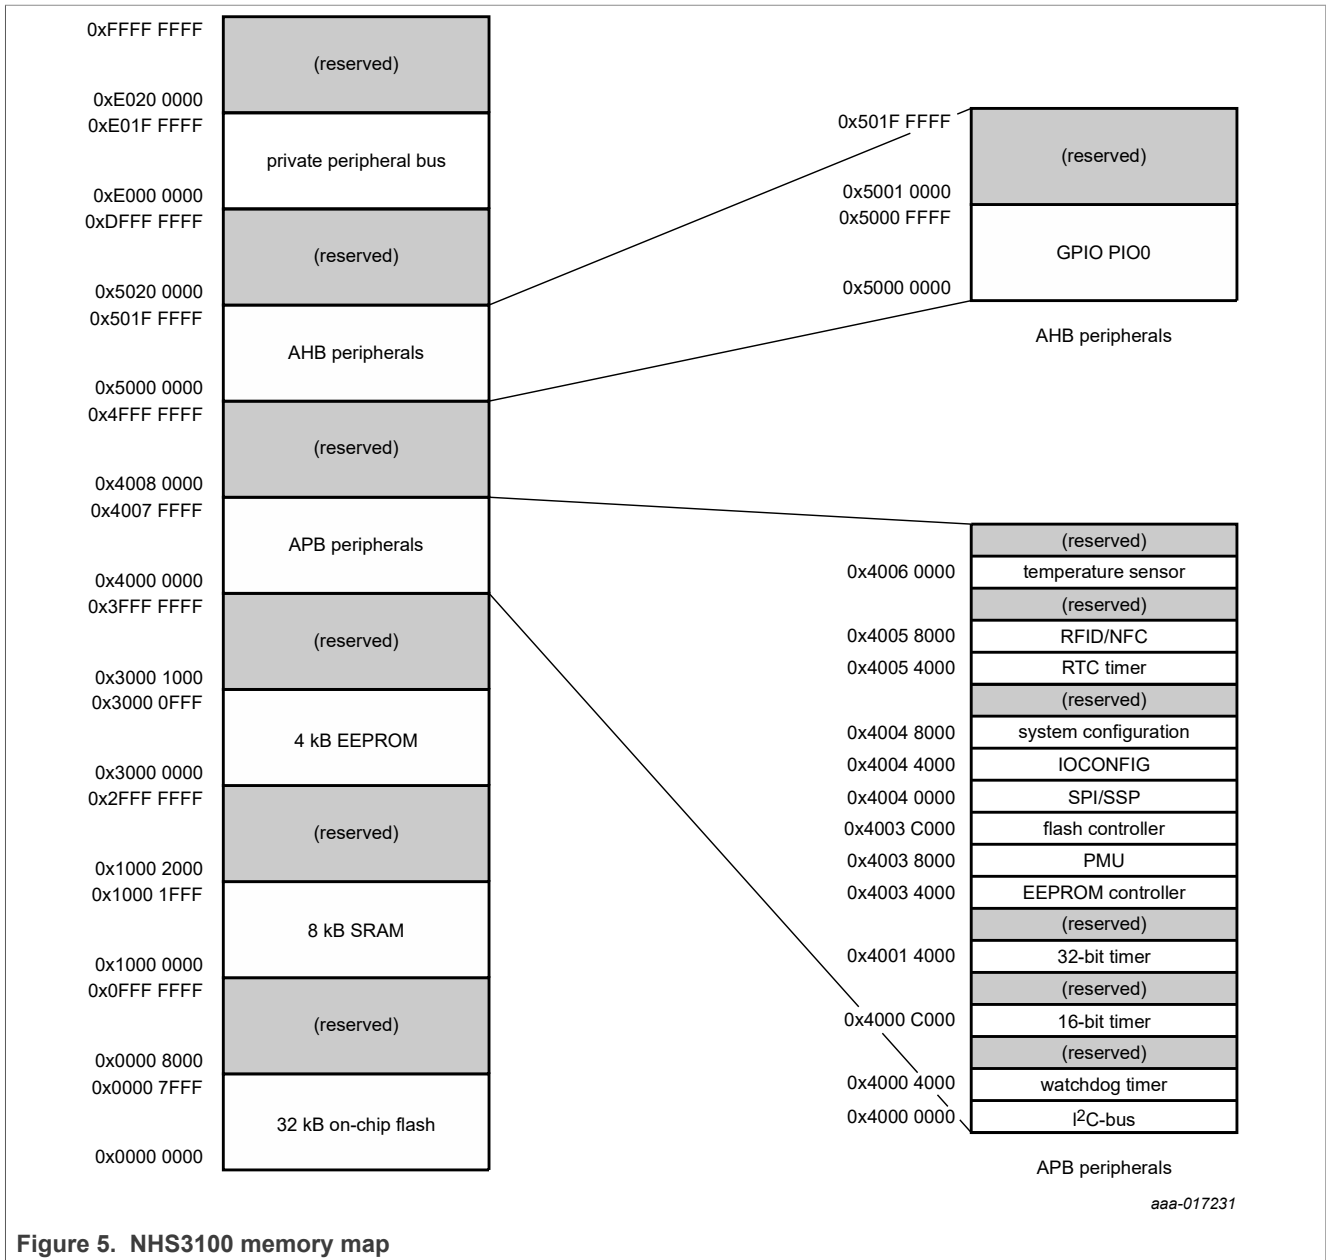 0xFFFF FFFF
(reserved)
0xE020 0000
0xE01F FFFF
private peripheral bus
0xE000 0000
0xDFFF FFFF
(reserved)
0x5020 0000
0x501F FFFF
AHB peripherals
0x5000 0000
0x4FFF FFFF
(reserved)
0x4008 0000
0x4007 FFFF
APB peripherals
0x4000 0000
0x3FFF FFFF
(reserved)
0x3000 1000
0x3000 0FFF
4 kB EEPROM
0x3000 0000
0x2FFF FFFF
(reserved)
0x1000 2000
0x1000 1FFF
8 kB SRAM
0x1000 0000
0x0FFF FFFF
(reserved)
0x0000 8000
0x0000 7FFF
32 kB on-chip flash
0x0000 0000
0x501F FFFF
(reserved)
0x5001 0000
0x5000 FFFF
GPIO PIO0
0x5000 0000
AHB peripherals
(reserved)
0x4006 0000 temperature sensor
(reserved)
0x4005 8000 RFID/NFC
0x4005 4000 RTC timer
(reserved)
0x4004 8000 system configuration
0x4004 4000 IOCONFIG
0x4004 0000 SPI/SSP
0x4003 C000 flash controller
0x4003 8000 PMU
0x4003 4000 EEPROM controller
(reserved)
0x4001 4000 32-bit timer
(reserved)
0x4000 C000 16-bit timer
(reserved)
0x4000 4000 watchdog timer
0x4000 0000 I²C-bus
APB peripherals
aaa-017231
Figure 5. NHS3100 memory map